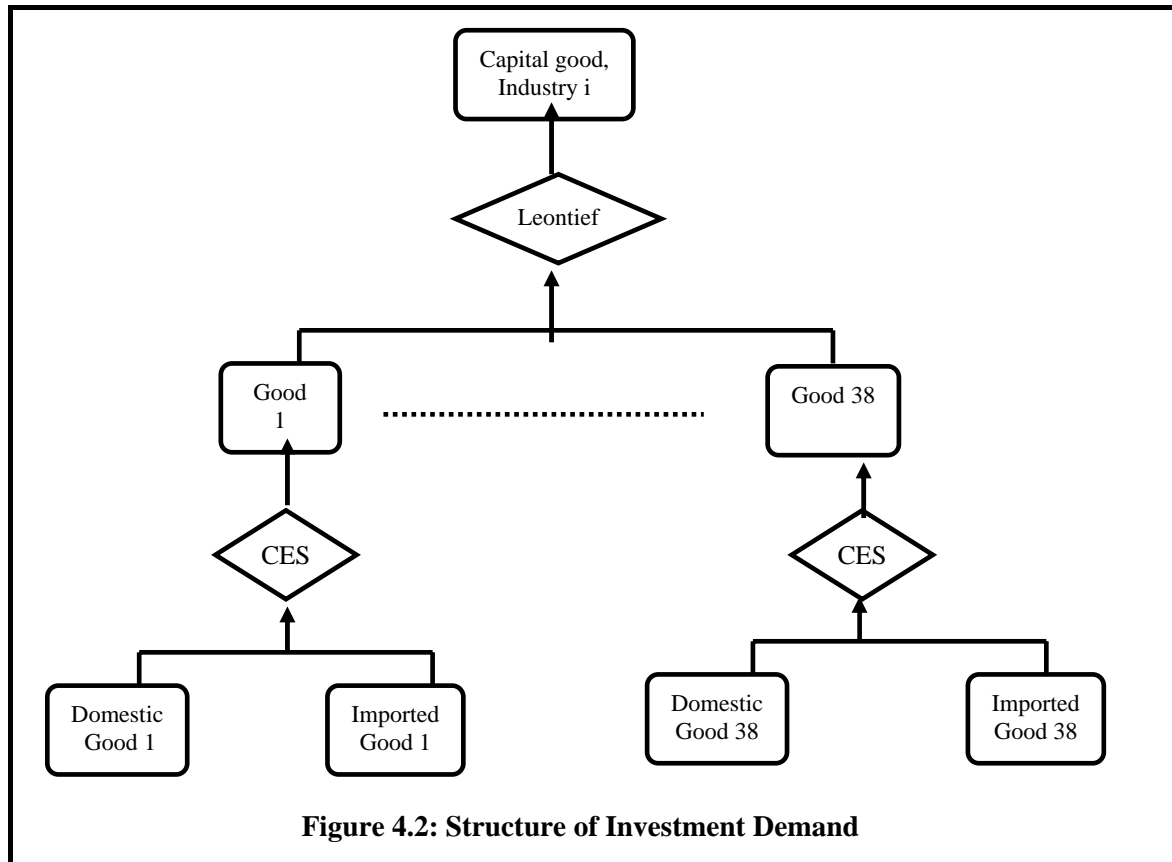 Capital good,
Industry i
Leontief
Good
1
Good 38
CES
CES
Domestic
Good 1
Imported
Good 1
Domestic
Good 38
Imported
Good 38
Figure 4.2: Structure of Investment Demand